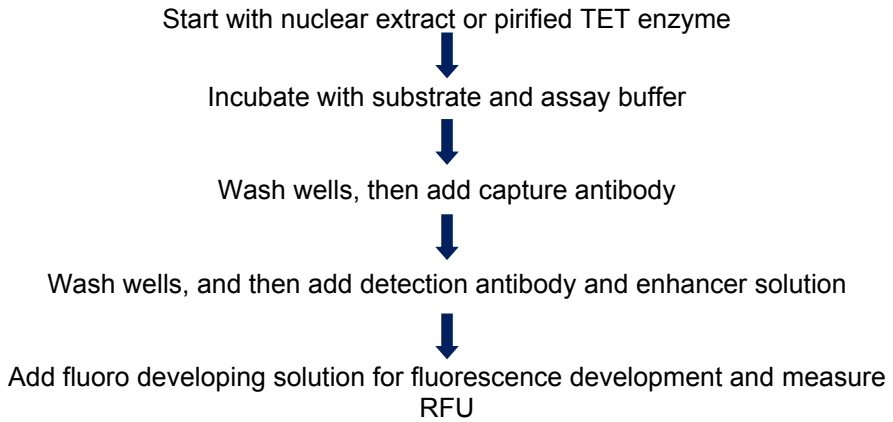 Start with nuclear extract or pirified TET enzyme
Incubate with substrate and assay buffer
Wash wells, then add capture antibody
Wash wells, and then add detection antibody and enhancer solution
Add fluoro developing solution for fluorescence development and measure
RFU